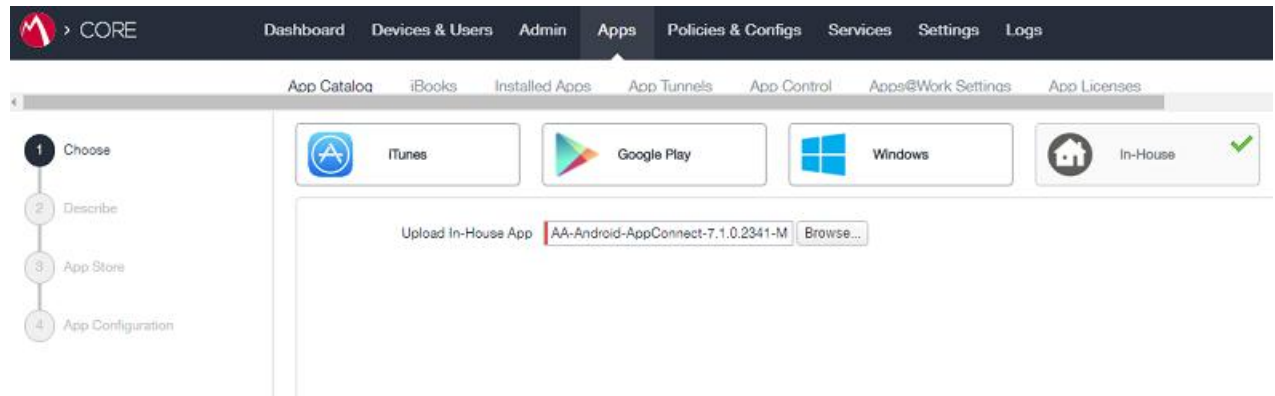 › CORE Dashboard Devices & Users Admin Apps Policies & Configs Services Settings Logs
App Catalog iBooks Installed Apps App Tunnels App Control Apps@Work Settings App Licenses
1 Choose
iTunes Google Play Windows In-House
2 Describe
Upload In-House App AA-Android-AppConnect-7.1.0.2341-M Browse...
3 App Store
4 App Configuration